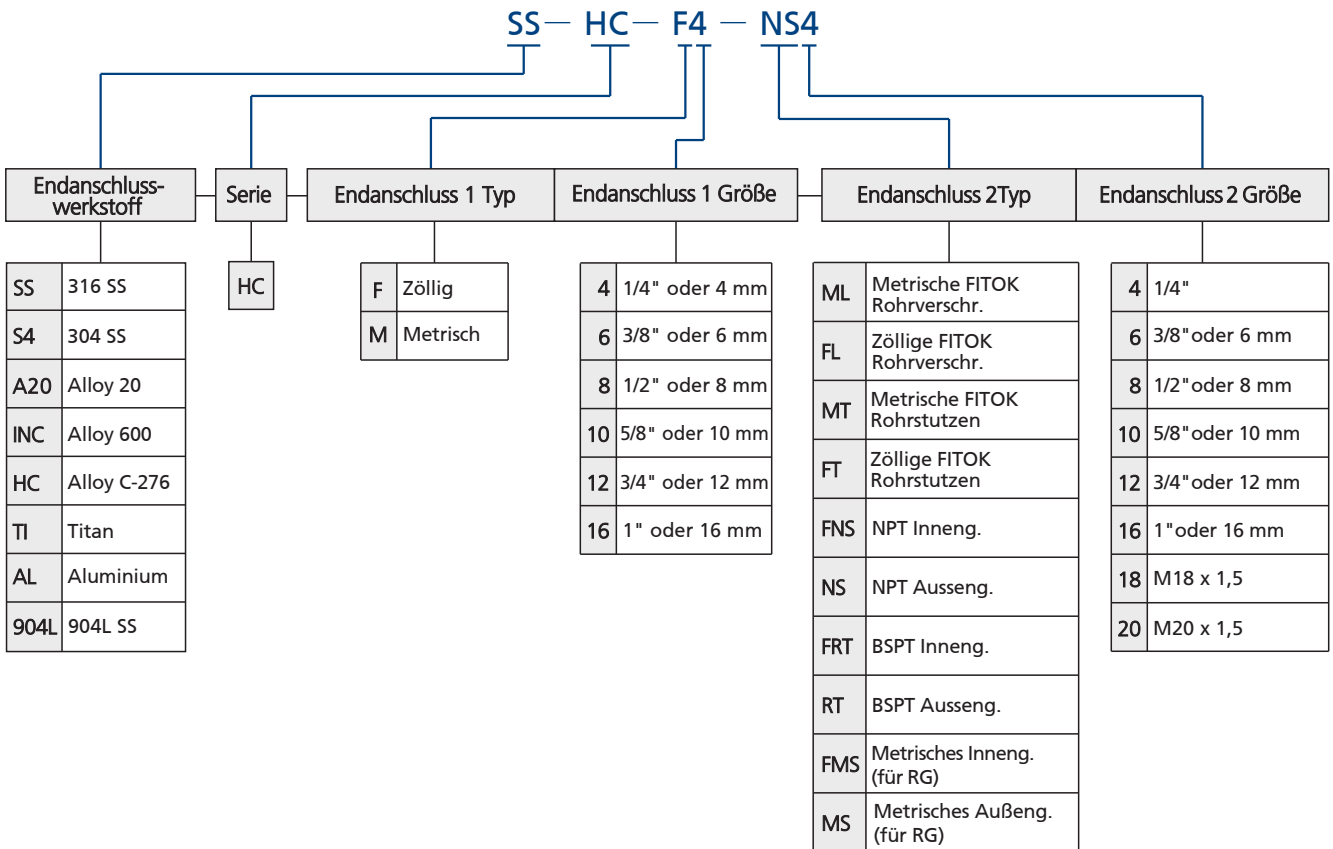 SS — HC — F4 — NS4
Endanschluss-
werkstoff
Serie
Endanschluss 1 Typ
Endanschluss 1 Größe
Endanschluss 2Typ
Endanschluss 2 Größe
SS 316 SS
S4 304 SS
A20 Alloy 20
INC Alloy 600
HC Alloy C-276
TI Titan
AL Aluminium
904L 904L SS
HC
F Zöllig
M Metrisch
4 1/4" oder 4 mm
6 3/8" oder 6 mm
8 1/2" oder 8 mm
10 5/8" oder 10 mm
12 3/4" oder 12 mm
16 1" oder 16 mm
ML Metrische FITOK
Rohrverschr.
FL Zöllige FITOK
Rohrverschr.
MT Metrische FITOK
Rohrstutzen
FT Zöllige FITOK
Rohrstutzen
FNS NPT Inneng.
NS NPT Ausseng.
FRT BSPT Inneng.
RT BSPT Ausseng.
FMS Metrisches Inneng.
(für RG)
MS Metrisches Außeng.
(für RG)
4 1/4"
6 3/8"oder 6 mm
8 1/2"oder 8 mm
10 5/8"oder 10 mm
12 3/4"oder 12 mm
16 1"oder 16 mm
18 M18 x 1,5
20 M20 x 1,5